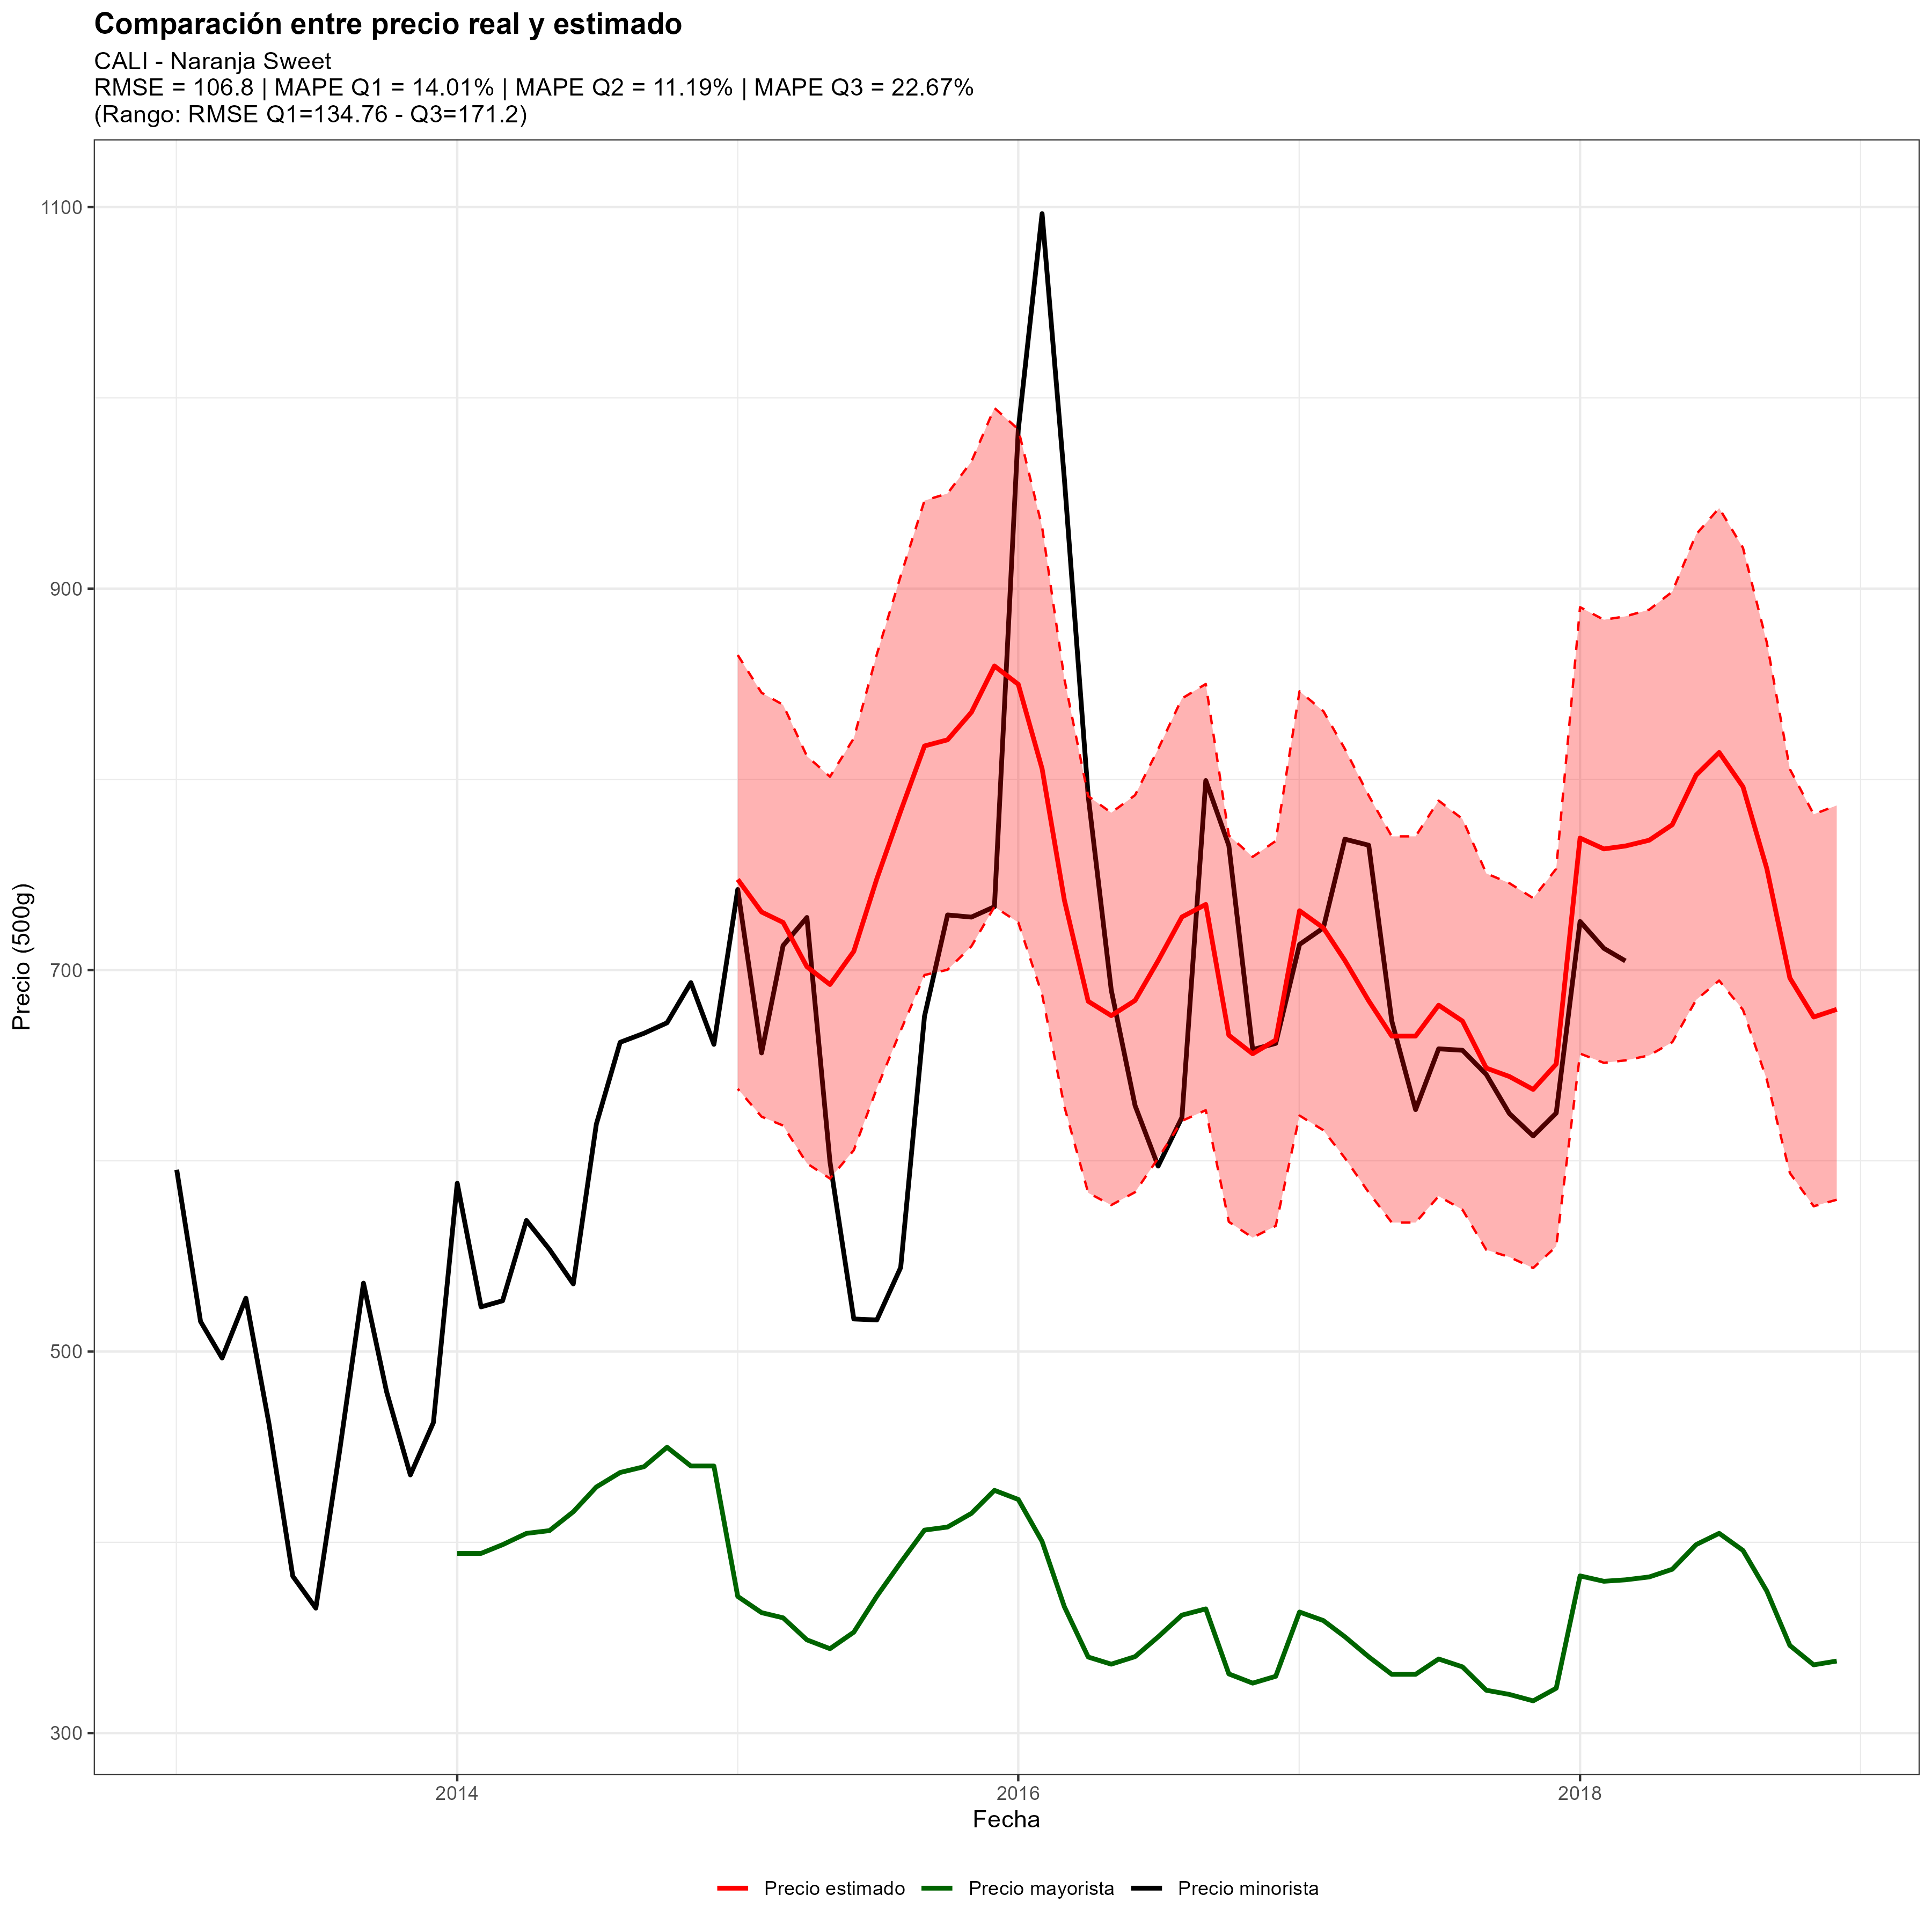 Comparación entre precio real y estimado
CALI - Naranja Sweet
RMSE = 106.8 | MAPE Q1 = 14.01% | MAPE Q2 = 11.19% | MAPE Q3 = 22.67%
(Rango: RMSE Q1=134.76 - Q3=171.2)
1100
900
700
500
300
Precio (500g)
2014 2016 2018
Fecha
Precio estimado Precio mayorista Precio minorista